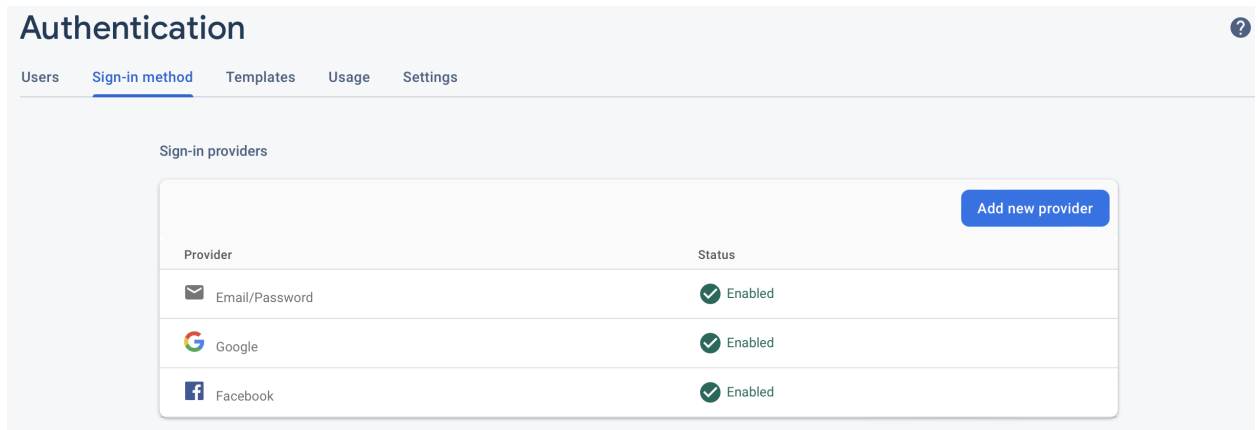 Authentication
Users Sign-in method Templates Usage Settings
Sign-in providers
Add new provider
Provider Status
Email/Password Enabled
Google Enabled
Facebook Enabled